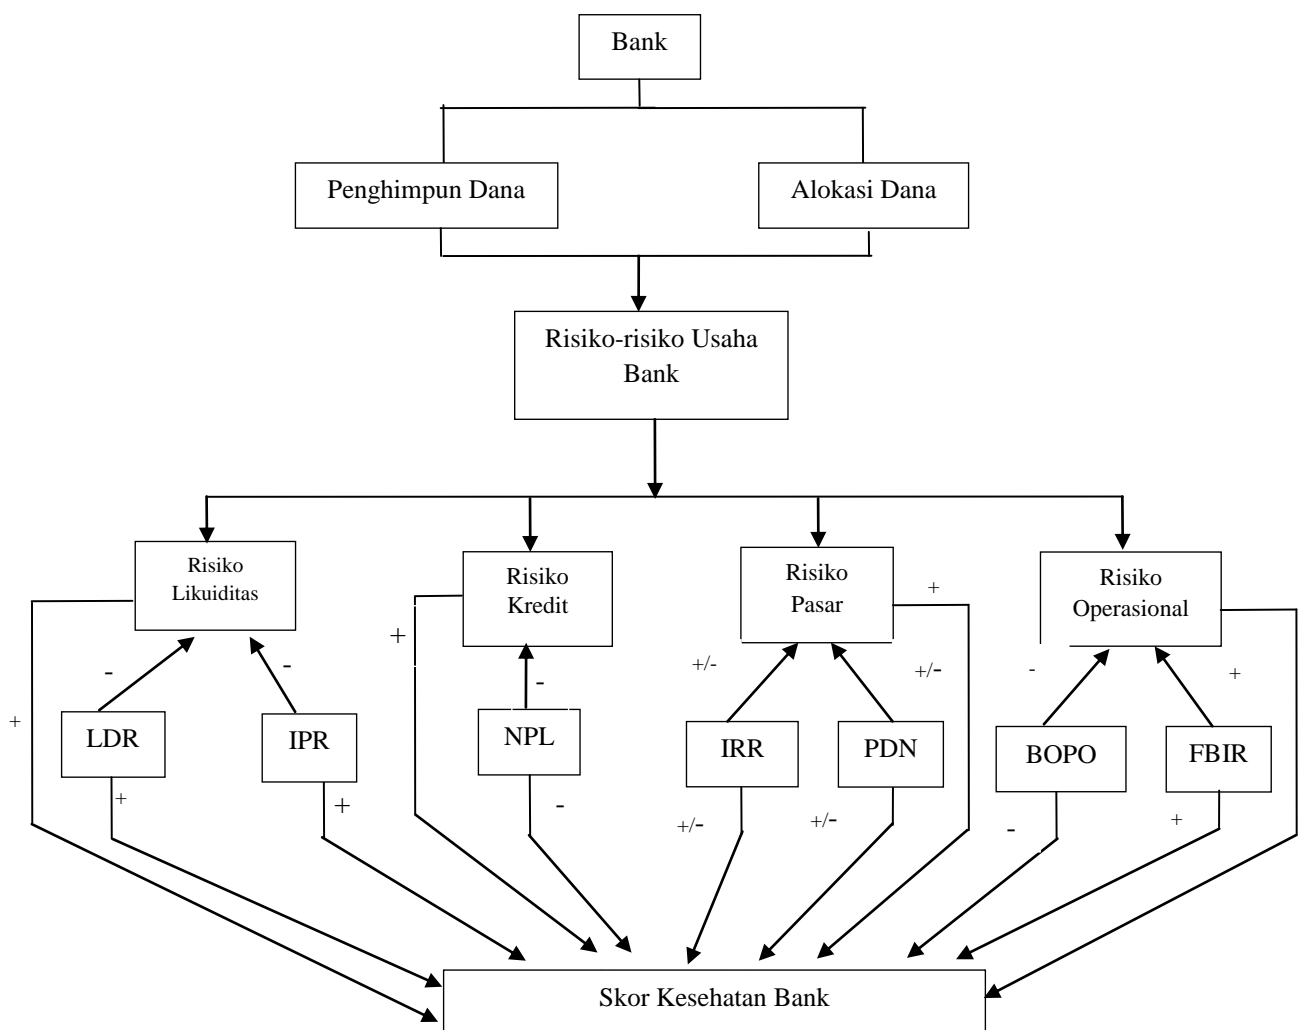 Bank
Penghimpun Dana
Alokasi Dana
Risiko-risiko Usaha
Bank
Risiko
Likuiditas
Risiko
Kredit
Risiko
Pasar
Risiko
Operasional
+
+
-
-
-
+/-
+/-
-
+
+
LDR
IPR
NPL
IRR
PDN
BOPO
FBIR
+
+
-
+/-
+/-
-
+
Skor Kesehatan Bank